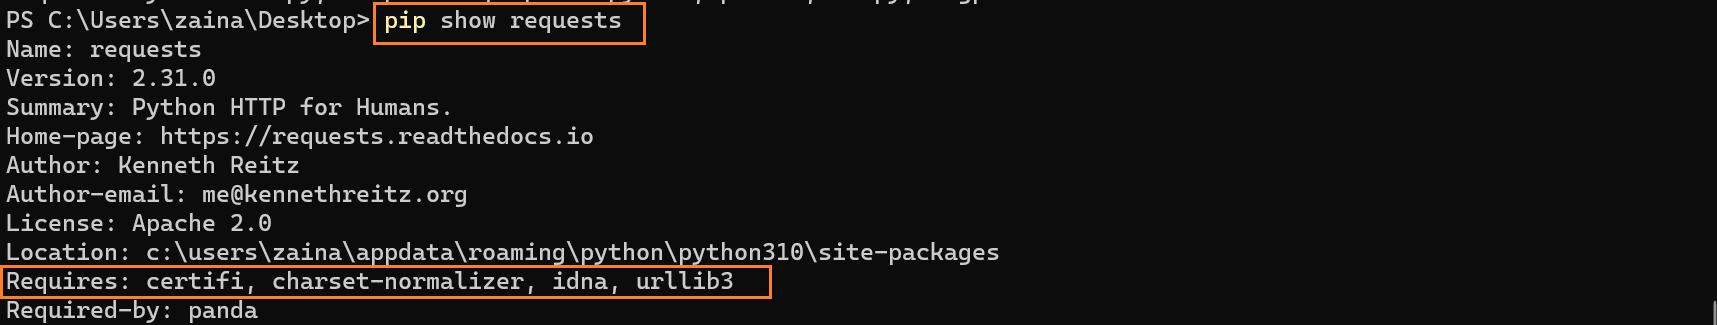 PS C:\Users\zaina\Desktop> pip show requests
Name: requests
Version: 2.31.0
Summary: Python HTTP for Humans.
Home-page: https://requests.readthedocs.io
Author: Kenneth Reitz
Author-email: me@kennethreitz.org
License: Apache 2.0
Location: c:\users\zaina\appdata\roaming\python\python310\site-packages
Requires: certifi, charset-normalizer, idna, urllib3
Required-by: panda